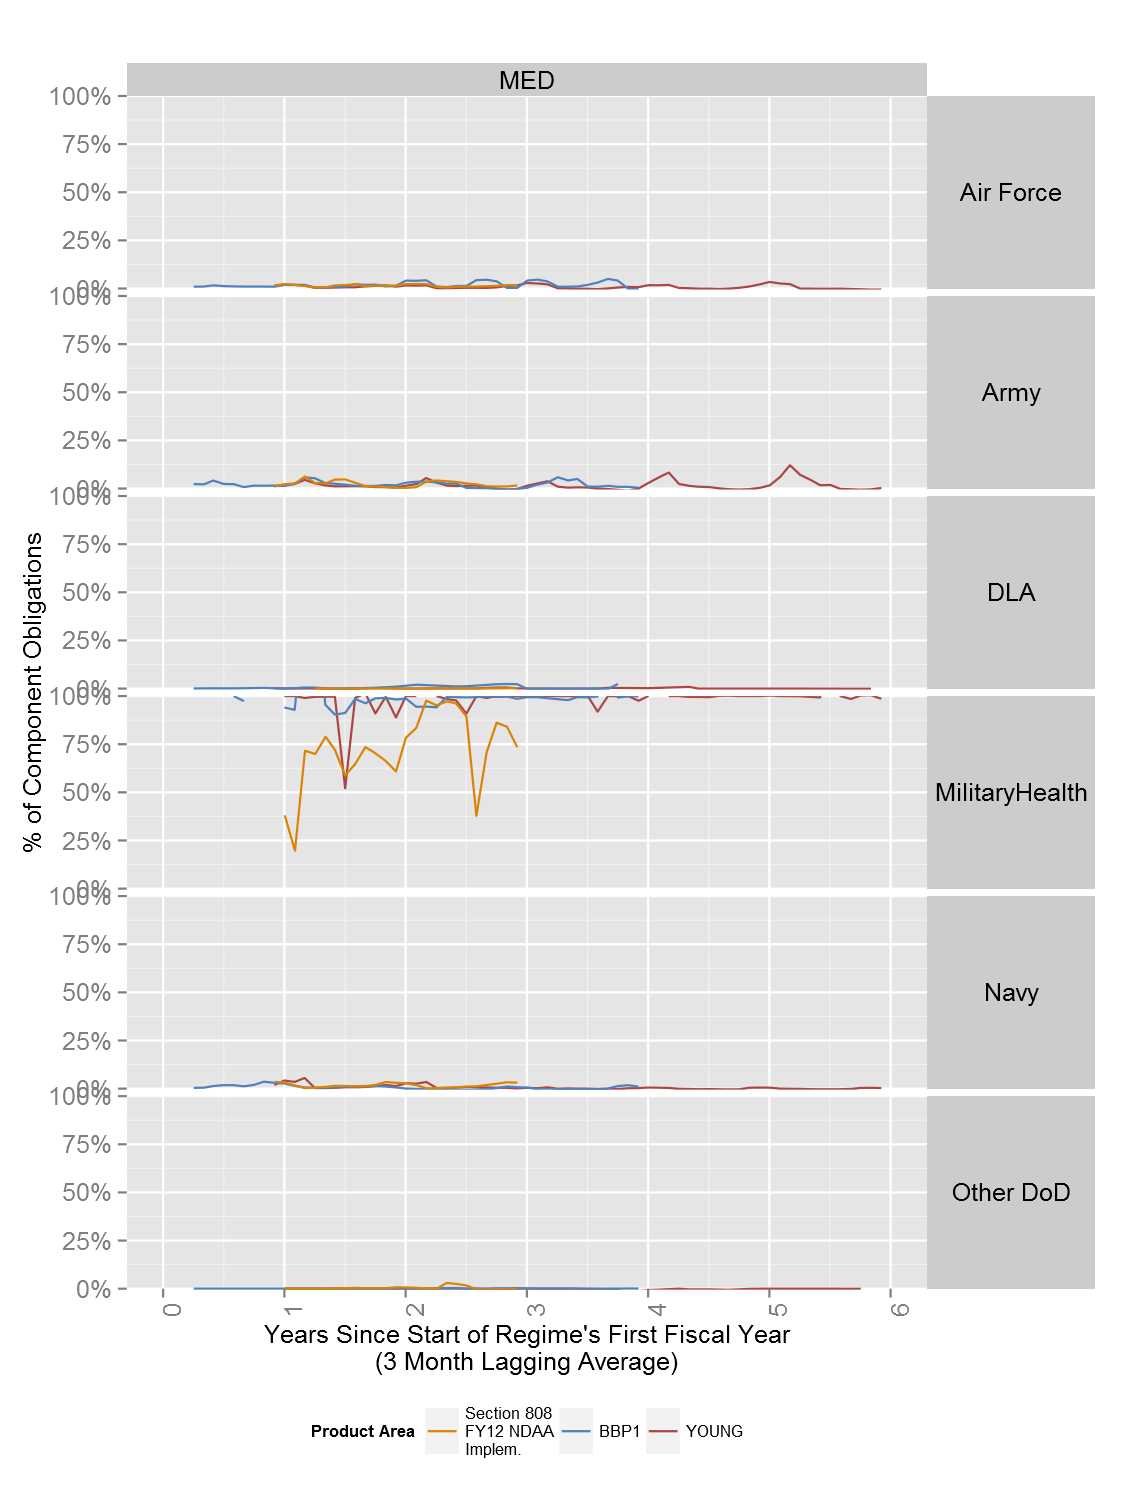 MED
100%
75%
50%
25%
0%
Air Force
100%
75%
50%
25%
0%
Army
100%
75%
50%
25%
0%
DLA
100%
75%
50%
25%
0%
MilitaryHealth
100%
75%
50%
25%
0%
Navy
100%
75%
50%
25%
0%
Other DoD
% of Component Obligations
0 1 2 3 4 5 6
Years Since Start of Regime's First Fiscal Year
(3 Month Lagging Average)
Product Area
Section 808
FY12 NDAA
Implem.
BBP1
YOUNG